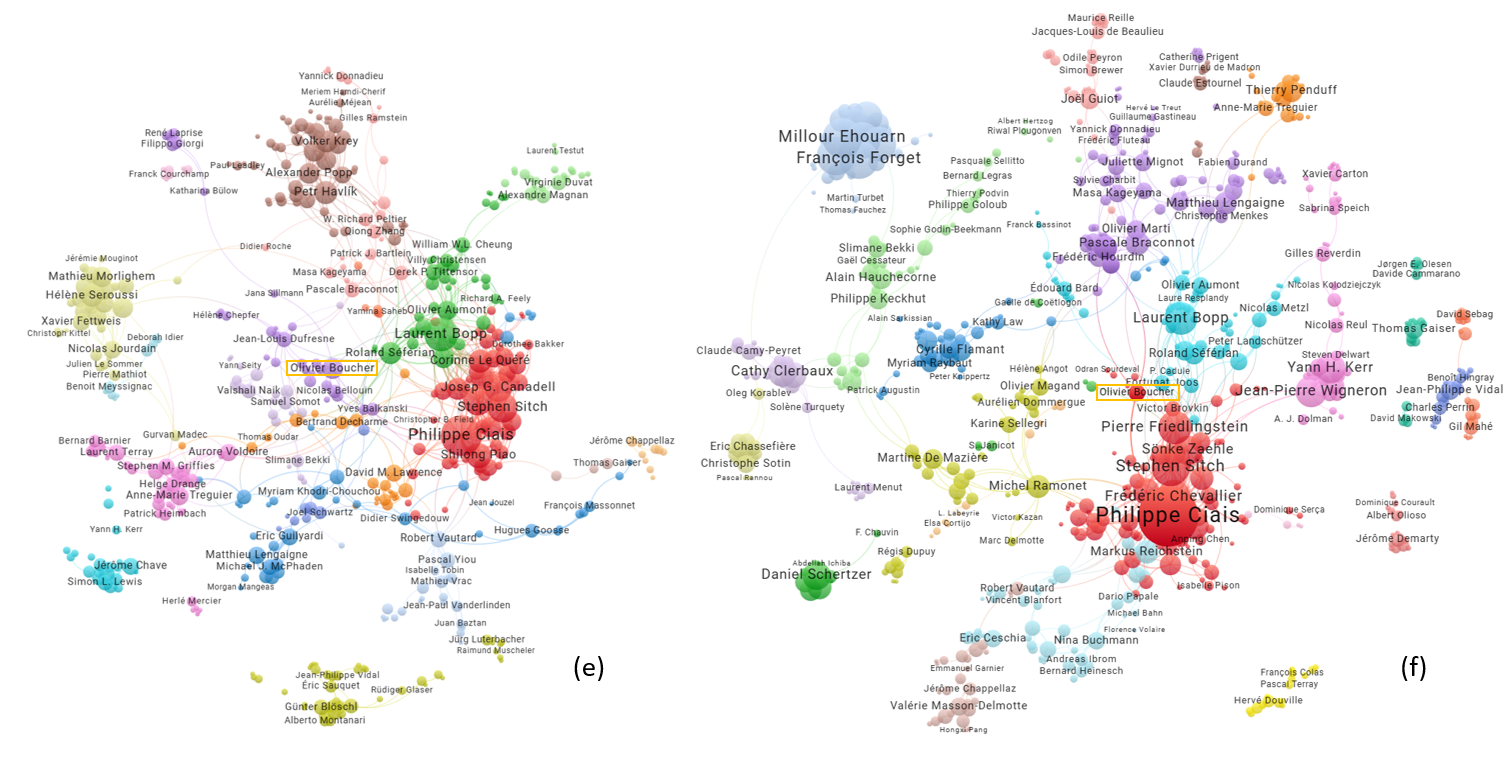 Yannick Donnadieu
Meriem Hamdi-Cherif
Aurélie Méjean
Gilles Ramstein
René Laprise
Filippo Giorgi
Volker Krey
Paul Leadley
Franck Courchamp
Alexander Popp
Petr Havlík
Katharina Bülow
Laurent Testut
Virginie Duvat
Alexandre Magnan
W. Richard Peltier
Qiong Zhang
Didier Roche
Patrick J. Bartlein
William W.L. Cheung
Villy Christensen
Derek P. Tittensor
Jérémie Mouginot
Mathieu Morlighem
Hélène Seroussi
Masa Kageyama
Pascale Braconnot
Jana Sillmann
Xavier Fettweis
Christoph Kittel
Hélène Chepfer
Yamina Saheb
Olivier Aumont
Richard A. Feely
Laurent Bopp
Deborah Idier
Nicolas Jourdain
Jean-Louis Dufresne
Dorothee Bakker
Roland Séférian
Corinne Le Quéré
Julien Le Sommer
Pierre Mathiot
Benoit Meyssignac
Yann Seity
Olivier Boucher
Vaishali Naik
Nicolas Bellouin
Samuel Somot
Josep G. Canadell
Stephen Sitch
Yves Balkanski
Bertrand Decharme
Christopher B. Field
Philippe Ciais
Shilong Piao
Gurvan Madec
Thomas Oudar
Bernard Barnier
Laurent Terray
Aurore Voldoire
Slimane Bekki
Stephen M. Griffies
Helge Drange
Anne-Marie Treguier
Patrick Heimbach
David M. Lawrence
Jérôme Chappellaz
Thomas Gaiser
Myriam Khodri-Chouchou
Joel Schwartz
Didier Swingedouw
Jean Jouzel
François Massonnet
Yann H. Kerr
Eric Guilyardi
Robert Vautard
Hugues Goosse
Matthieu Lengaigne
Michael J. McPhaden
Jérôme Chave
Simon L. Lewis
Morgan Mangeas
Pascal Yiou
Isabelle Tobin
Mathieu Vrac
Herlé Mercier
Jean-Paul Vanderlinden
Juan Baztan
Jürg Luterbacher
Raimund Muscheler
Jean-Philippe Vidal
Éric Sauquet
Rüdiger Glaser
Günter Blöschl
Alberto Montanari
(e)
Maurice Reille
Jacques-Louis de Beaulieu
Odile Peyron
Simon Brewer
Catherine Prigent
Xavier Durrieu de Madron
Claude Estournel
Joël Guiot
Thierry Penduff
Anne-Marie Tréguier
Hervé Le Treut
Guillaume Gastineau
Albert Hertzog
Riwal Plougonven
Yannick Donnadieu
Frédéric Fluteau
Millour Ehouarn
François Forget
Pasquale Sellitto
Bernard Legras
Juliette Mignot
Fabien Durand
Sylvie Charbit
Masa Kageyama
Xavier Carton
Martin Turbet
Thomas Fauchez
Thierry Podvin
Philippe Goloub
Matthieu Lengaigne
Christophe Menkes
Sabrina Speich
Sophie Godin-Beekmann
Franck Bassinot
Olivier Marti
Pascale Braconnot
Frédéric Hourdin
Slimane Bekki
Gaël Cessateur
Alain Hauchecorne
Philippe Keckhut
Gilles Reverdin
Jørgen E. Olesen
Davide Cammarano
Édouard Bard
Olivier Aumont
Laure Resplandy
Nicolas Kolodziejczyk
Gaëlle de Coëtlogon
Nicolas Metzl
Alain Sarkissian
Kathy Law
Laurent Bopp
Nicolas Reul
Thomas Gaiser
David Sebag
Peter Landschützer
Claude Camy-Peyret
Cyrille Flamant
Myriam Raybaut
Roland Séférian
Steven Delwart
Yann H. Kerr
Cathy Clerbaux
Peter Knippertz
Hélène Angot
Odran Sourdeval
P. Cadule
Fortunat Joos
Benoît Hingray
Jean-Philippe Vidal
Oleg Korablev
Patrick Augustin
Olivier Magand
Olivier Boucher
Jean-Pierre Wigneron
Solène Turquety
Aurélien Dommergue
Victor Brovkin
Charles Perrin
David Makowski
Gil Mahé
Karine Sellegri
Pierre Friedlingstein
A. J. Dolman
Eric Chassefière
Christophe Sotin
Pascal Rannou
Martine De Mazière
S. Janicot
Sönke Zaehle
Stephen Sitch
Laurent Menut
Michel Ramonet
Frédéric Chevallier
Philippe Ciais
L. Labeyrie
Elsa Cortijo
Victor Kazan
Dominique Serça
Dominique Courault
Albert Olioso
F. Chauvin
Marc Delmotte
Anping Chen
Jérôme Demarty
Régis Dupuy
Markus Reichstein
Abdellah Ichiba
Daniel Schertzer
Robert Vautard
Vincent Blanfort
Isabelle Pison
Dario Papale
Michael Bahn
Florence Volaire
Eric Ceschia
Nina Buchmann
Andreas Ibrom
Bernard Heinesch
Emmanuel Garnier
Jérôme Chappellaz
Valérie Masson-Delmotte
Hongxi Pang
François Colas
Pascal Terray
Hervé Douville
(f)